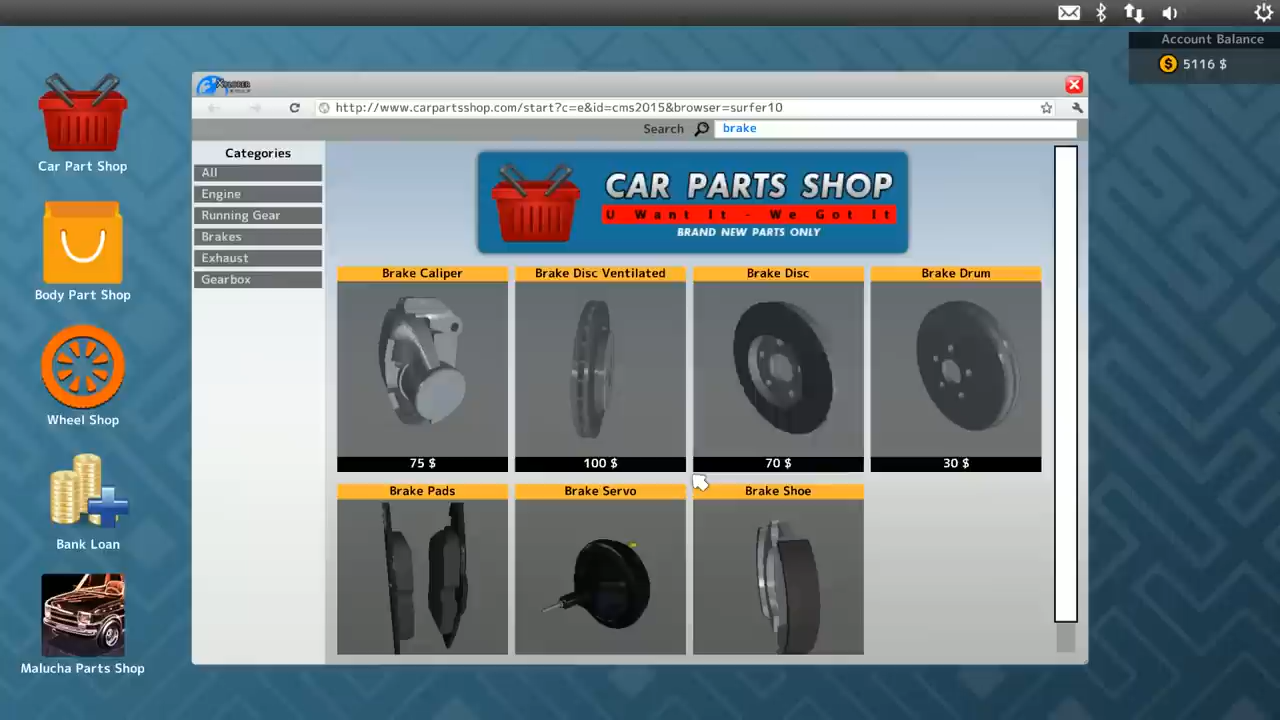 Account Balance
5116 $
Car Part Shop
Body Part Shop
Wheel Shop
Bank Loan
Malucha Parts Shop
http://www.carpartsshop.com/start?c=e&id=cms2015&browser=surfer10
Search
brake
Categories
All
Engine
Running Gear
Brakes
Exhaust
Gearbox
CAR PARTS SHOP
U Want It - We Got It
BRAND NEW PARTS ONLY
Brake Caliper
Brake Disc Ventilated
Brake Disc
Brake Drum
75 $
100 $
70 $
30 $
Brake Pads
Brake Servo
Brake Shoe